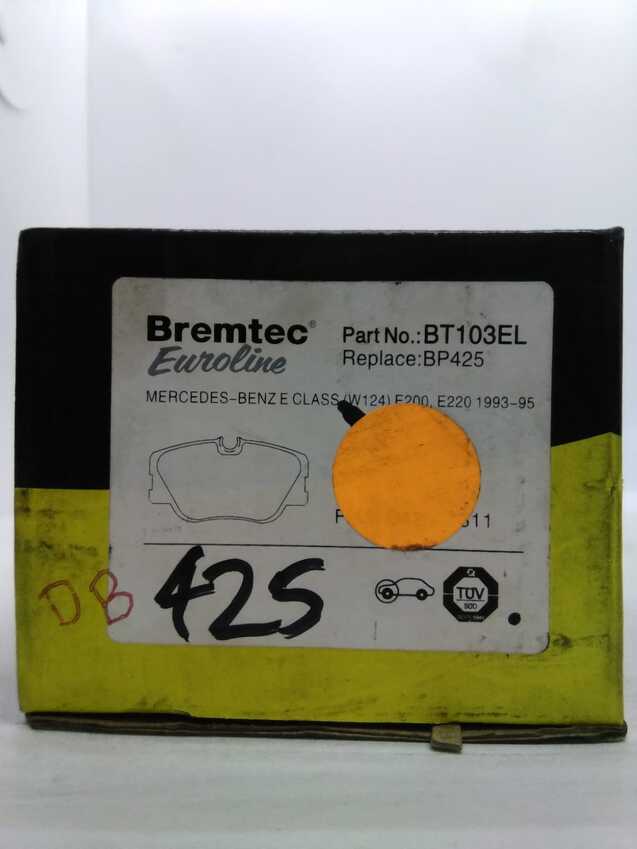 Bremtec® Part No.:BT103EL
Euroline Replace:BP425
MERCEDES-BENZ E CLASS (W124) E200, E220 1993-95
DB 425
TÜV
SÜD